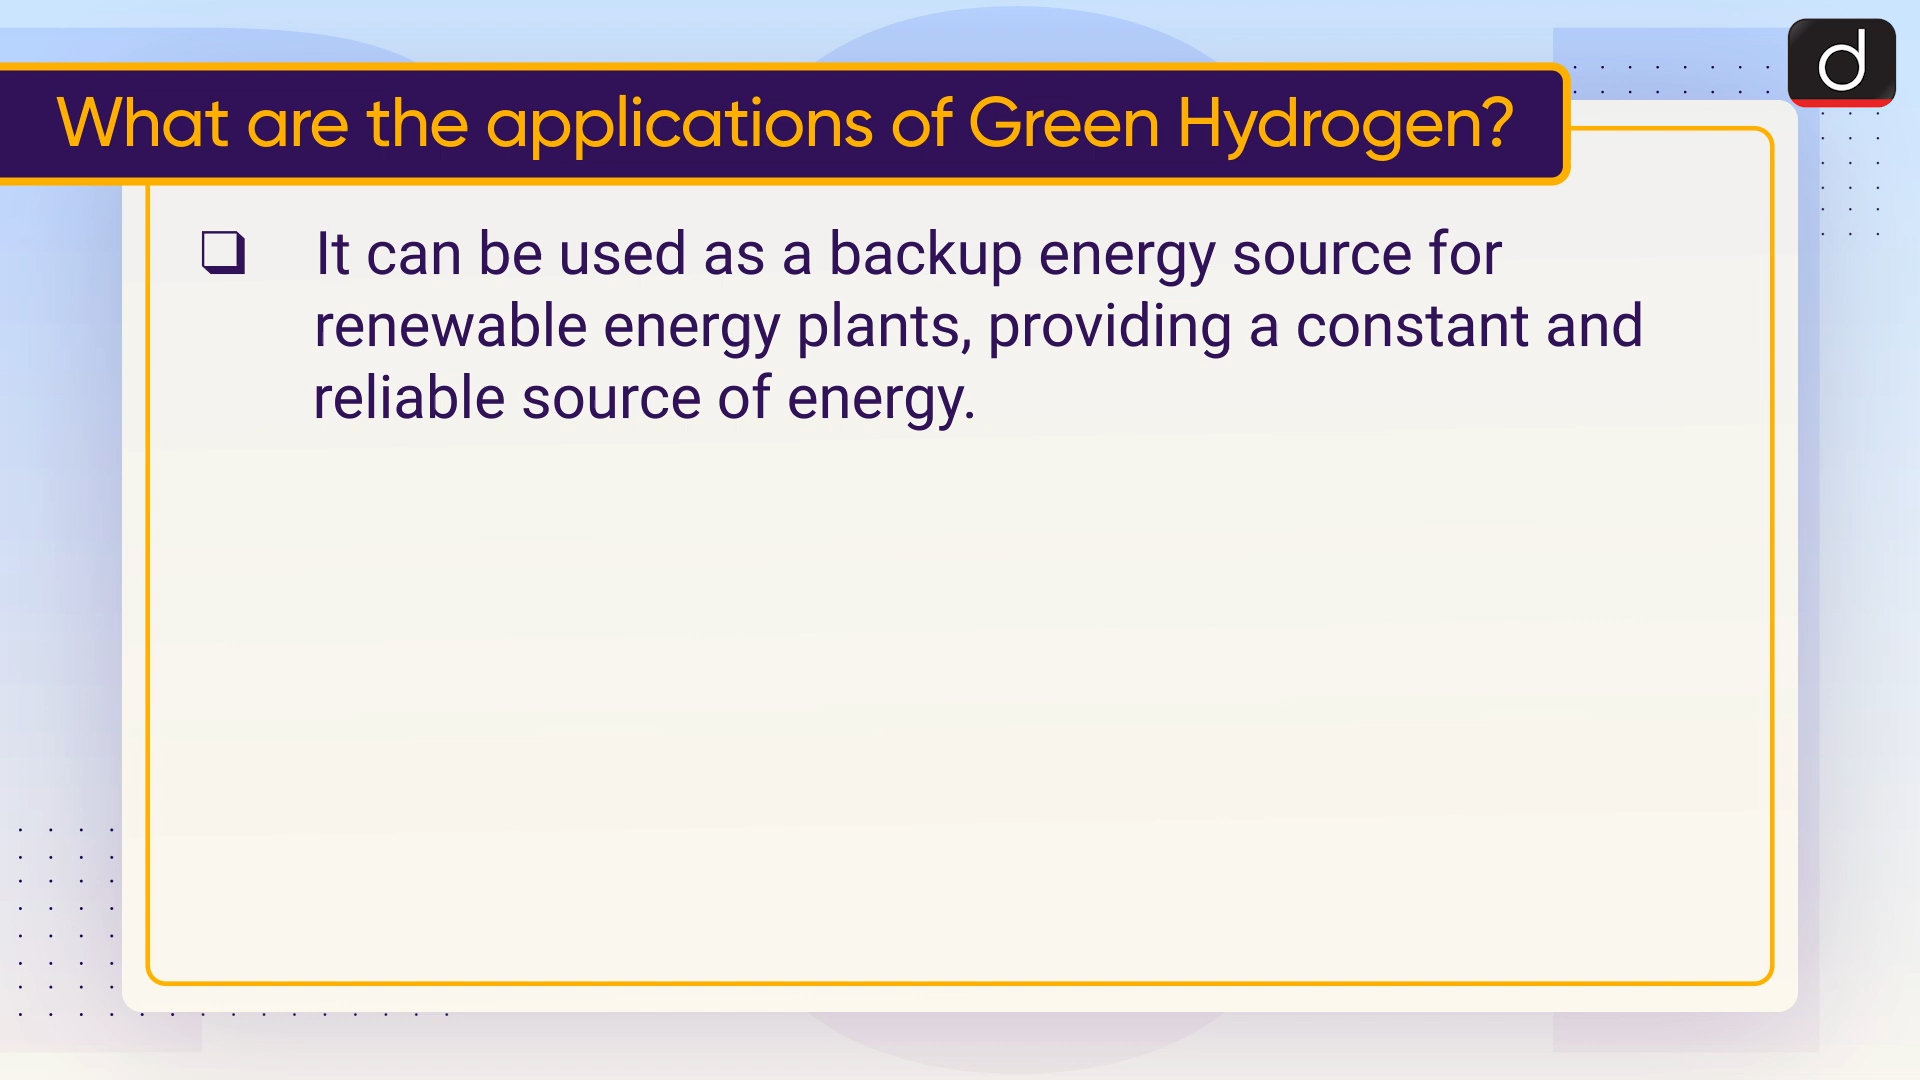 What are the applications of Green Hydrogen?
d
❑ It can be used as a backup energy source for
renewable energy plants, providing a constant and
reliable source of energy.